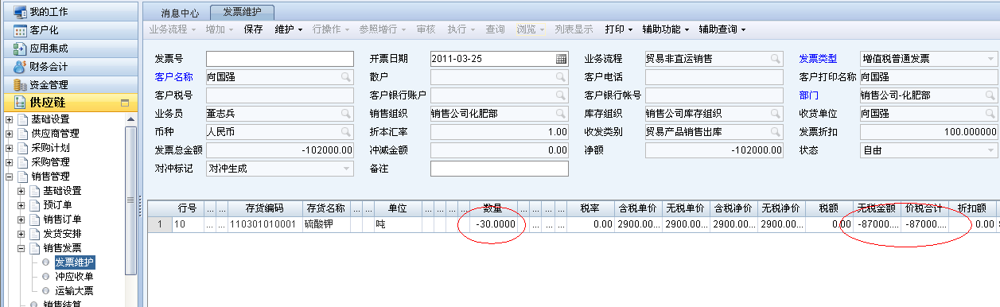 我的工作
客户化
应用集成
财务会计
资金管理
供应链
基础设置
供应商管理
采购计划
采购管理
销售管理
基础设置
预订单
销售订单
发货安排
销售发票
发票维护
冲应收单
运输大票
销售结算
消息中心 发票维护
业务流程 增加 保存 维护 行操作 参照增行 审核 执行 查询 浏览 列表显示 打印 辅助功能 辅助查询
发票号 开票日期 2011-03-25 业务流程 贸易非直运销售 发票类型 增值税普通发票
客户名称 向国强 散户 客户电话 客户打印名称 向国强
客户税号 客户银行账户 客户银行帐号 部门 销售公司-化肥部
业务员 董志兵 销售组织 销售公司化肥部 库存组织 销售公司库存组织 收货单位 向国强
币种 人民币 折本汇率 1.00 收发类别 贸易产品销售出库 发票折扣 100.000000
发票总金额 -102000.00 冲减金额 0.00 净额 -102000.00 状态 自由
对冲标记 对冲生成 备注
行号 ... ... 存货编码 存货名称 ... ... 单位 ... ... ... ... 数量 ... ... ... ... 税率 含税单价 无税单价 含税净价 无税净价 税额 无税金额 价税合计 折扣额
1 10 ... ... 110301010001 硫酸钾 吨 -30.0000 ... ... ... 0.00 2900.00... 2900.00... 2900.00... 2900.00... 0.00 -87000.... -87000.... 0.00